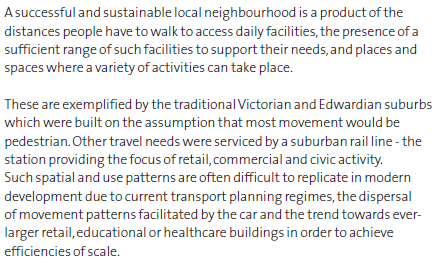 A successful and sustainable local neighbourhood is a product of the
distances people have to walk to access daily facilities, the presence of a
sufficient range of such facilities to support their needs, and places and
spaces where a variety of activities can take place.

These are exemplified by the traditional Victorian and Edwardian suburbs
which were built on the assumption that most movement would be
pedestrian. Other travel needs were serviced by a suburban rail line - the
station providing the focus of retail, commercial and civic activity.
Such spatial and use patterns are often difficult to replicate in modern
development due to current transport planning regimes, the dispersal
of movement patterns facilitated by the car and the trend towards ever-
larger retail, educational or healthcare buildings in order to achieve
efficiencies of scale.